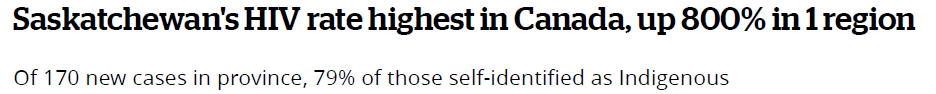 Saskatchewan's HIV rate highest in Canada, up 800% in 1 region
Of 170 new cases in province, 79% of those self-identified as Indigenous